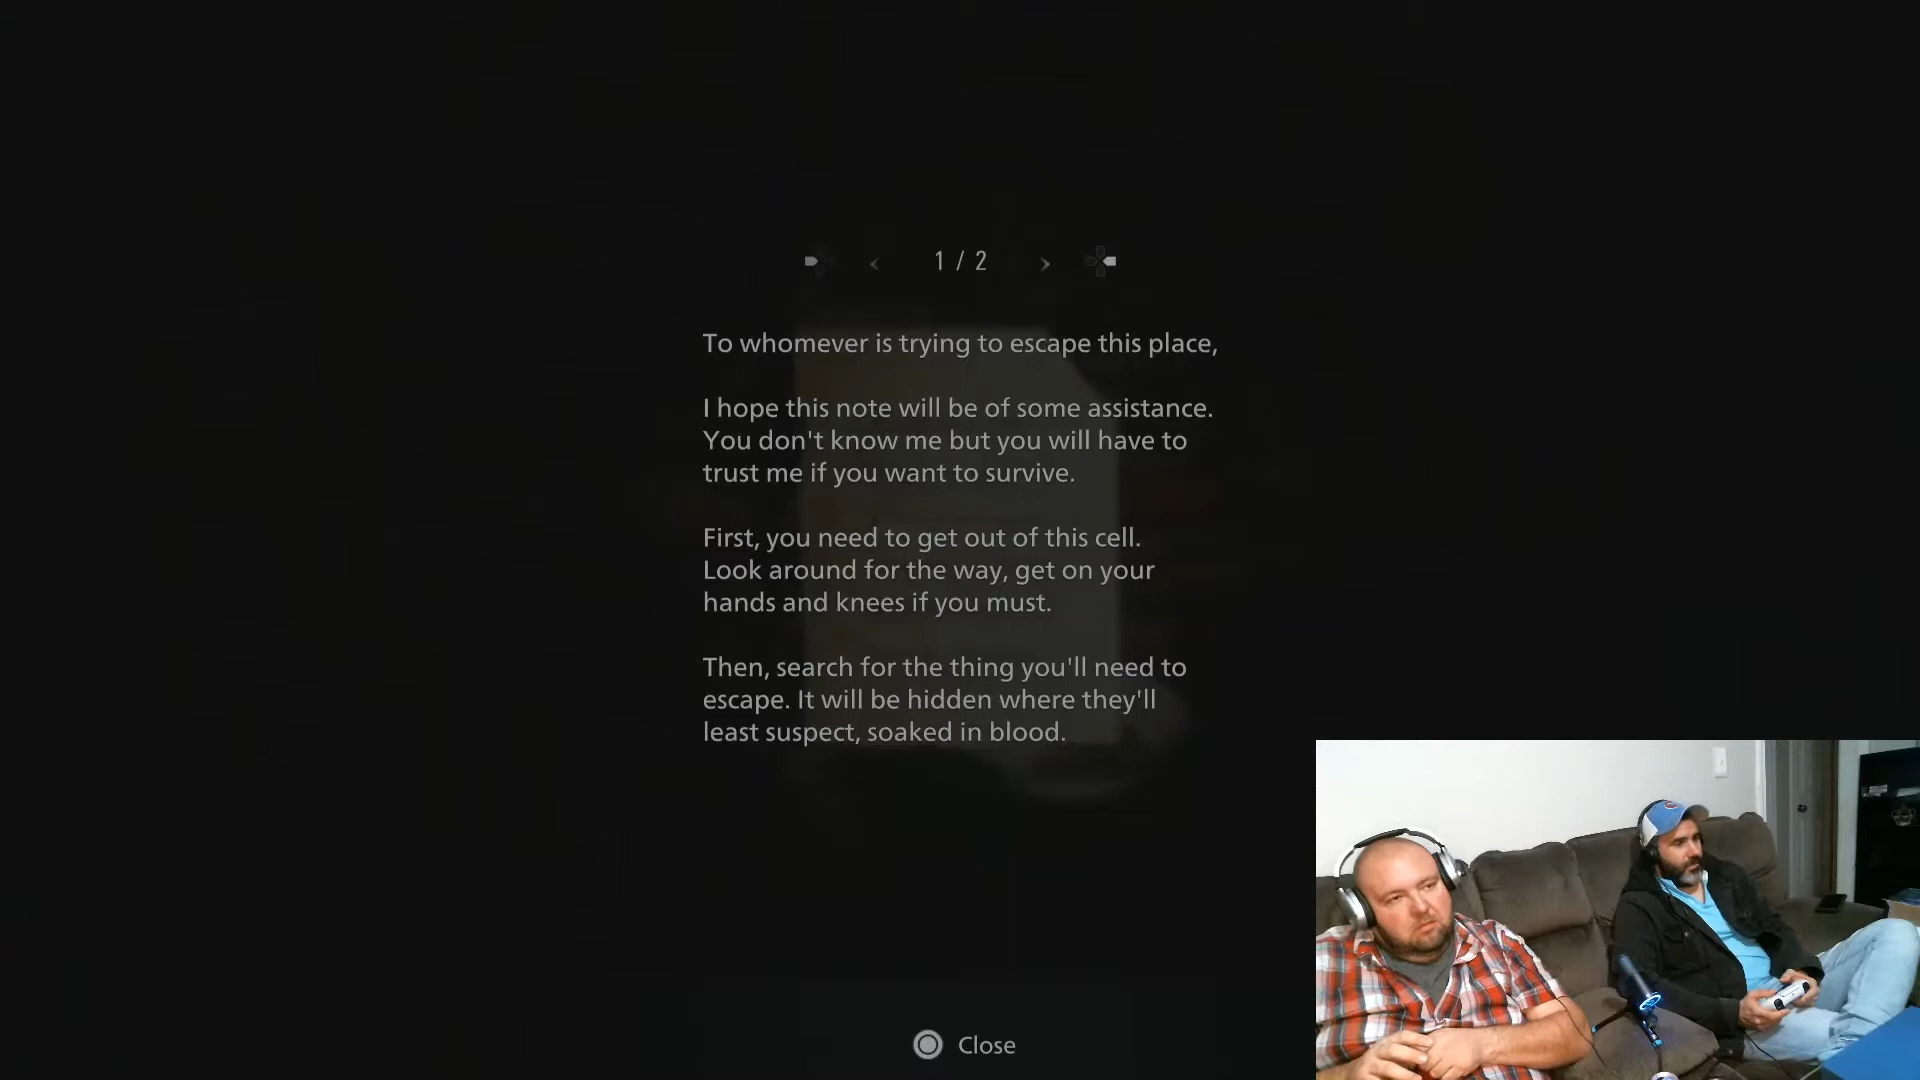 1 / 2
To whomever is trying to escape this place,
I hope this note will be of some assistance.
You don't know me but you will have to
trust me if you want to survive.
First, you need to get out of this cell.
Look around for the way, get on your
hands and knees if you must.
Then, search for the thing you'll need to
escape. It will be hidden where they'll
least suspect, soaked in blood.
Close